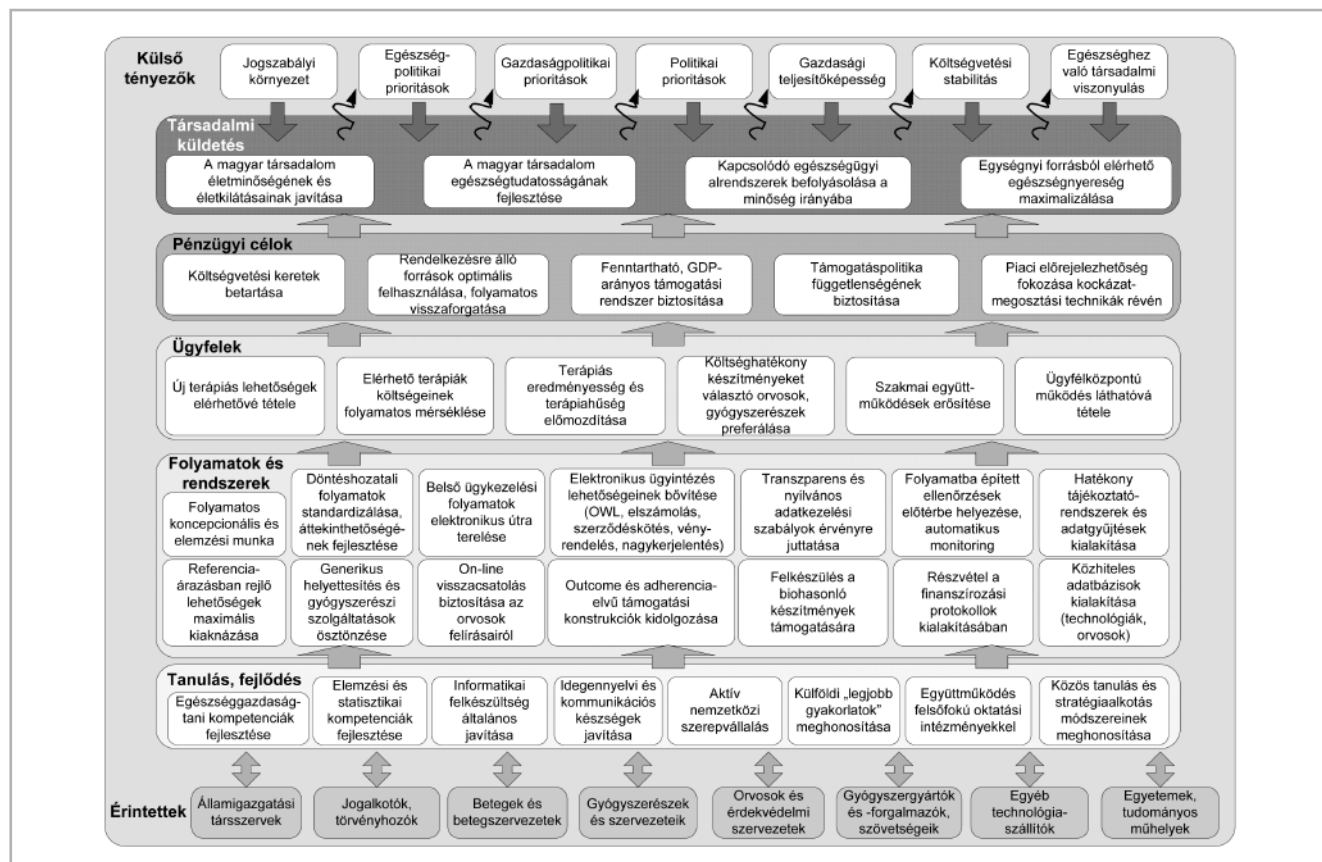 Külső
tényezők
Jogszabályi
környezet
Egészség-
politikai
prioritások
Gazdaságpolitikai
prioritások
Politikai
prioritások
Gazdasági
teljesítőképesség
Költségvetési
stabilitás
Egészséghez
való társadalmi
viszonyulás
Társadalmi
küldetés
A magyar társadalom
életminőségének és
életkilátásainak javítása
A magyar társadalom
egészségtudatosságának
fejlesztése
Kapcsolódó egészségügyi
alrendszerek befolyásolása a
minőség irányába
Egységnyi forrásból elérhető
egészségnyereség
maximalizálása
Pénzügyi célok
Költségvetési keretek
betartása
Rendelkezésre álló
források optimális
felhasználása, folyamatos
visszaforgatása
Fenntartható, GDP-
arányos támogatási
rendszer biztosítása
Támogatáspolitika
függetlenségének
biztosítása
Piaci előrejelezhetőség
fokozása kockázat-
megosztási technikák révén
Ügyfelek
Új terápiás lehetőségek
elérhetővé tétele
Elérhető terápiák
költségeinek
folyamatos mérséklése
Terápiás
eredményesség és
terápiahűség
előmozdítása
Költséghatékony
készítményeket
választó orvosok,
gyógyszerészek
preferálása
Szakmai együtt-
működések erősítése
Ügyfélközpontú
működés láthatóvá
tétele
Folyamatok és
rendszerek
Folyamatos
koncepcionális és
elemzési munka
Döntéshozatali
folyamatok
standardizálása,
áttekinthetőségé-
nek fejlesztése
Belső ügykezelési
folyamatok
elektronikus útra
terelése
Elektronikus ügyintézés
lehetőségeinek bővítése
(OWL, elszámolás,
szerződéskötés, vény-
rendelés, nagykerjelentés)
Transzparens és
nyilvános
adatkezelési
szabályok érvényre
juttatása
Folyamatba épített
ellenőrzések
előtérbe helyezése,
automatikus
monitoring
Hatékony
tájékoztató-
rendszerek és
adatgyűjtések
kialakítása
Referencia-
árazásban rejlő
lehetőségek
maximális
kiaknázása
Generikus
helyettesítés és
gyógyszerészi
szolgáltatások
ösztönzése
On-line
visszacsatolás
biztosítása az
orvosok
felírásairól
Outcome és adherencia-
elvű támogatási
konstrukciók kidolgozása
Felkészülés a
biohasonló
készítmények
támogatására
Részvétel a
finanszírozási
protokollok
kialakításában
Közhiteles
adatbázisok
kialakítása
(technológiák,
orvosok)
Tanulás, fejlődés
Egészséggazdaság-
tani kompetenciák
fejlesztése
Elemzési és
statisztikai
kompetenciák
fejlesztése
Informatikai
felkészültség
általános
javítása
Idegennyelvi és
kommunikációs
készségek
javítása
Aktív
nemzetközi
szerepvállalás
Külföldi „legjobb
gyakorlatok”
meghonosítása
Együttműködés
felsőfokú oktatási
intézményekkel
Közös tanulás és
stratégiaalkotás
módszereinek
meghonosítása
Érintettek
Államigazgatási
társszervek
Jogalkotók,
törvényhozók
Betegek és
betegszervezetek
Gyógyszerészek
és szervezeteik
Orvosok és
érdekvédelmi
szervezetek
Gyógyszergyártók
és -forgalmazók,
szövetségeik
Egyéb
technológia-
szállítók
Egyetemek,
tudományos
műhelyek